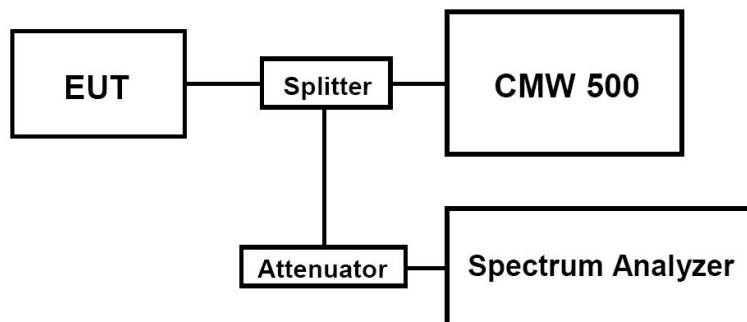 EUT
Splitter
CMW 500
Attenuator
Spectrum Analyzer